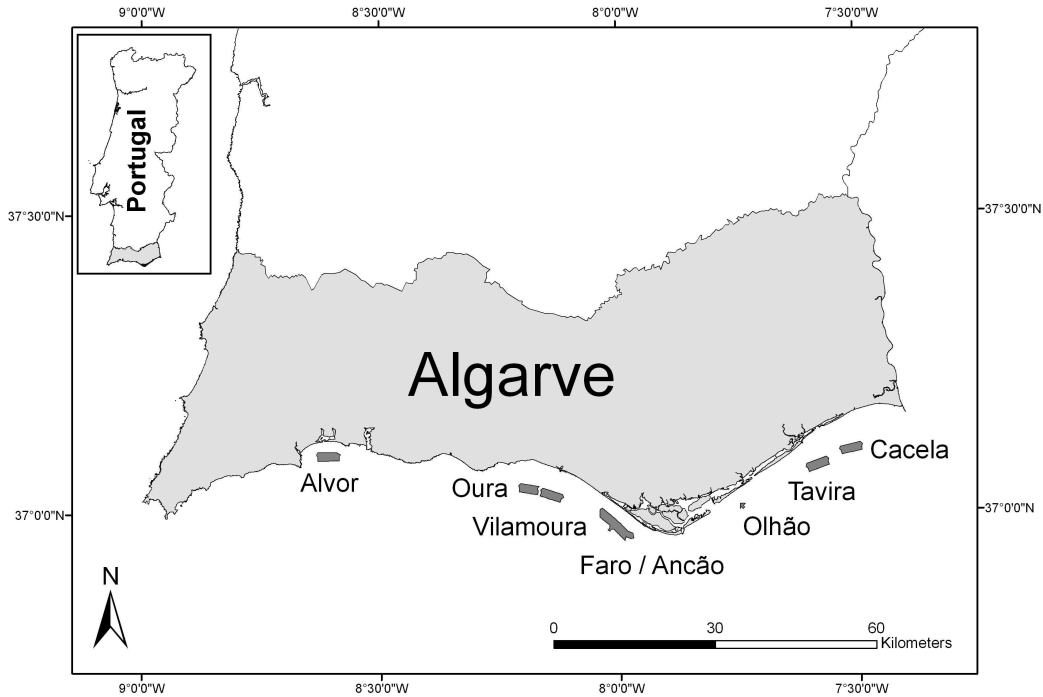 9°0'0"W 8°30'0"W 8°0'0"W 7°30'0"W
Portugal
37°30'0"N 37°30'0"N
Algarve
Cacela
Alvor
Oura
Tavira
37°0'0"N 37°0'0"N
Vilamoura
Olhão
Faro / Ancão
N
0 30 60
Kilometers
9°0'0"W 8°30'0"W 8°0'0"W 7°30'0"W